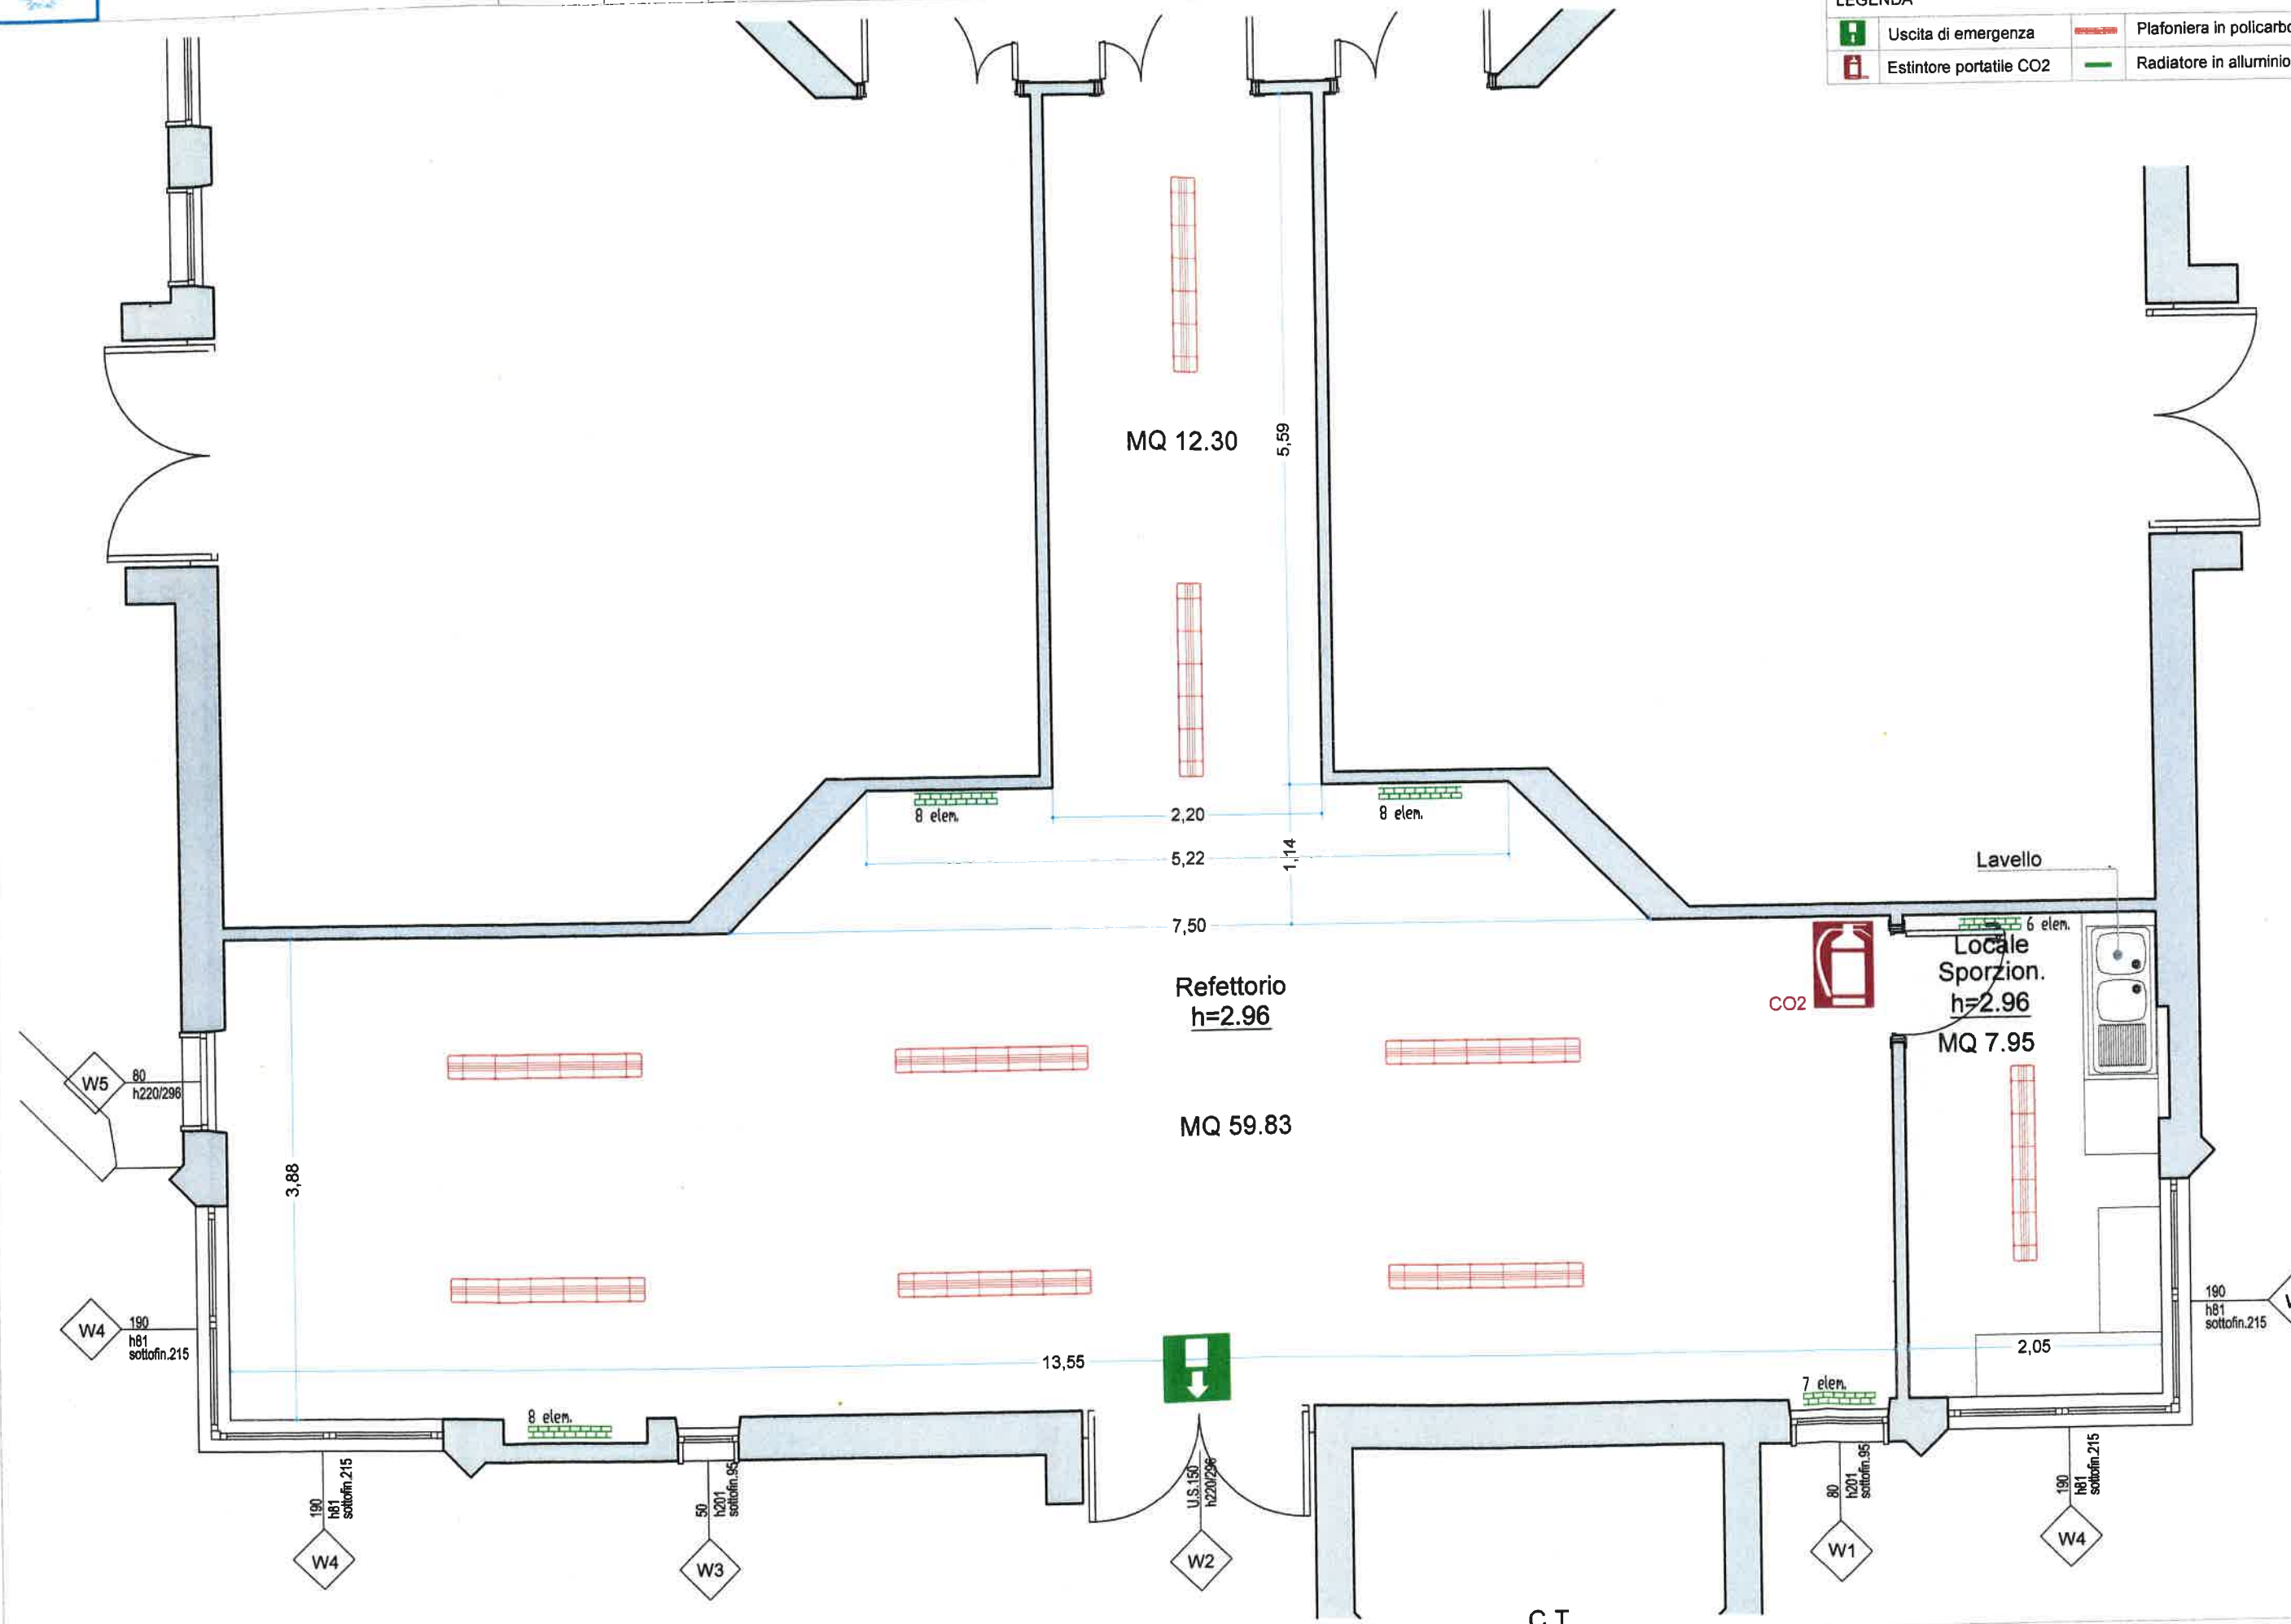 LEGENDA
Uscita di emergenza
Estintore portatile CO2
Radiatore in alluminio
Plafoniera in
MQ 12.30
5,59
8 elem.
2,20
8 elem.
5,22
1,14
7,50
Lavello
6 elem.
Locale
Sporzion.
h=2.96
MQ 7.95
CO2
Refettorio
h=2.96
MQ 59.83
W5
80
h220/296
3,88
W4
190
h81
sottofin.215
190
h81
sottofin.215
13,55
2,05
8 elem.
7 elem.
190
h81
sottofin.215
W4
50
h201
sottofin.95
W3
U.S.150
h220/296
W2
80
h201
sottofin.95
W1
190
h81
sottofin.215
W4
C.T.